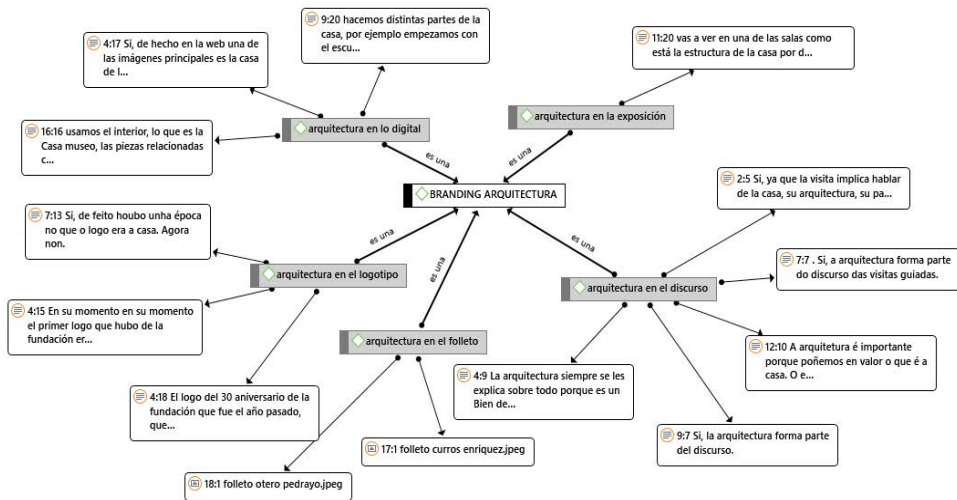 9:20 hacemos distintas partes de la
casa, por ejemplo empezamos con
el escu...
4:17 Si, de hecho en la web una de
las imágenes principales es la casa
de l...
11:20 vas a ver en una de las salas como
está la estructura de la casa por d...
arquitectura en lo digital
arquitectura en la exposición
16:16 usamos el interior, lo que es la
Casa museo, las piezas relacionadas
c...
es una
es una
BRANDING ARQUITECTURA
2:5 Si, ya que la visita implica hablar
de la casa, su arquitectura, su pa...
7:13 Sí, de feito houbo unha época
no que o logo era a casa. Agora
non.
es una
es una
es una
7:7 . Si, a arquitectura forma parte
do discurso das visitas guiadas.
arquitectura en el logotipo
arquitectura en el discurso
4:15 En su momento en su momento
el primer logo que hubo de la
fundación er...
arquitectura en el folleto
12:10 A arquitetura é importante
porque poñemos en valor o que é a
casa. O e...
4:9 La arquitectura siempre se les
explica sobre todo porque es un
Bien de...
4:18 El logo del 30 aniversario de la
fundación que fue el año pasado,
que...
9:7 Si, la arquitectura forma parte
del discurso.
17:1 folleto curros enriquez.jpeg
18:1 folleto otero pedrayo.jpeg